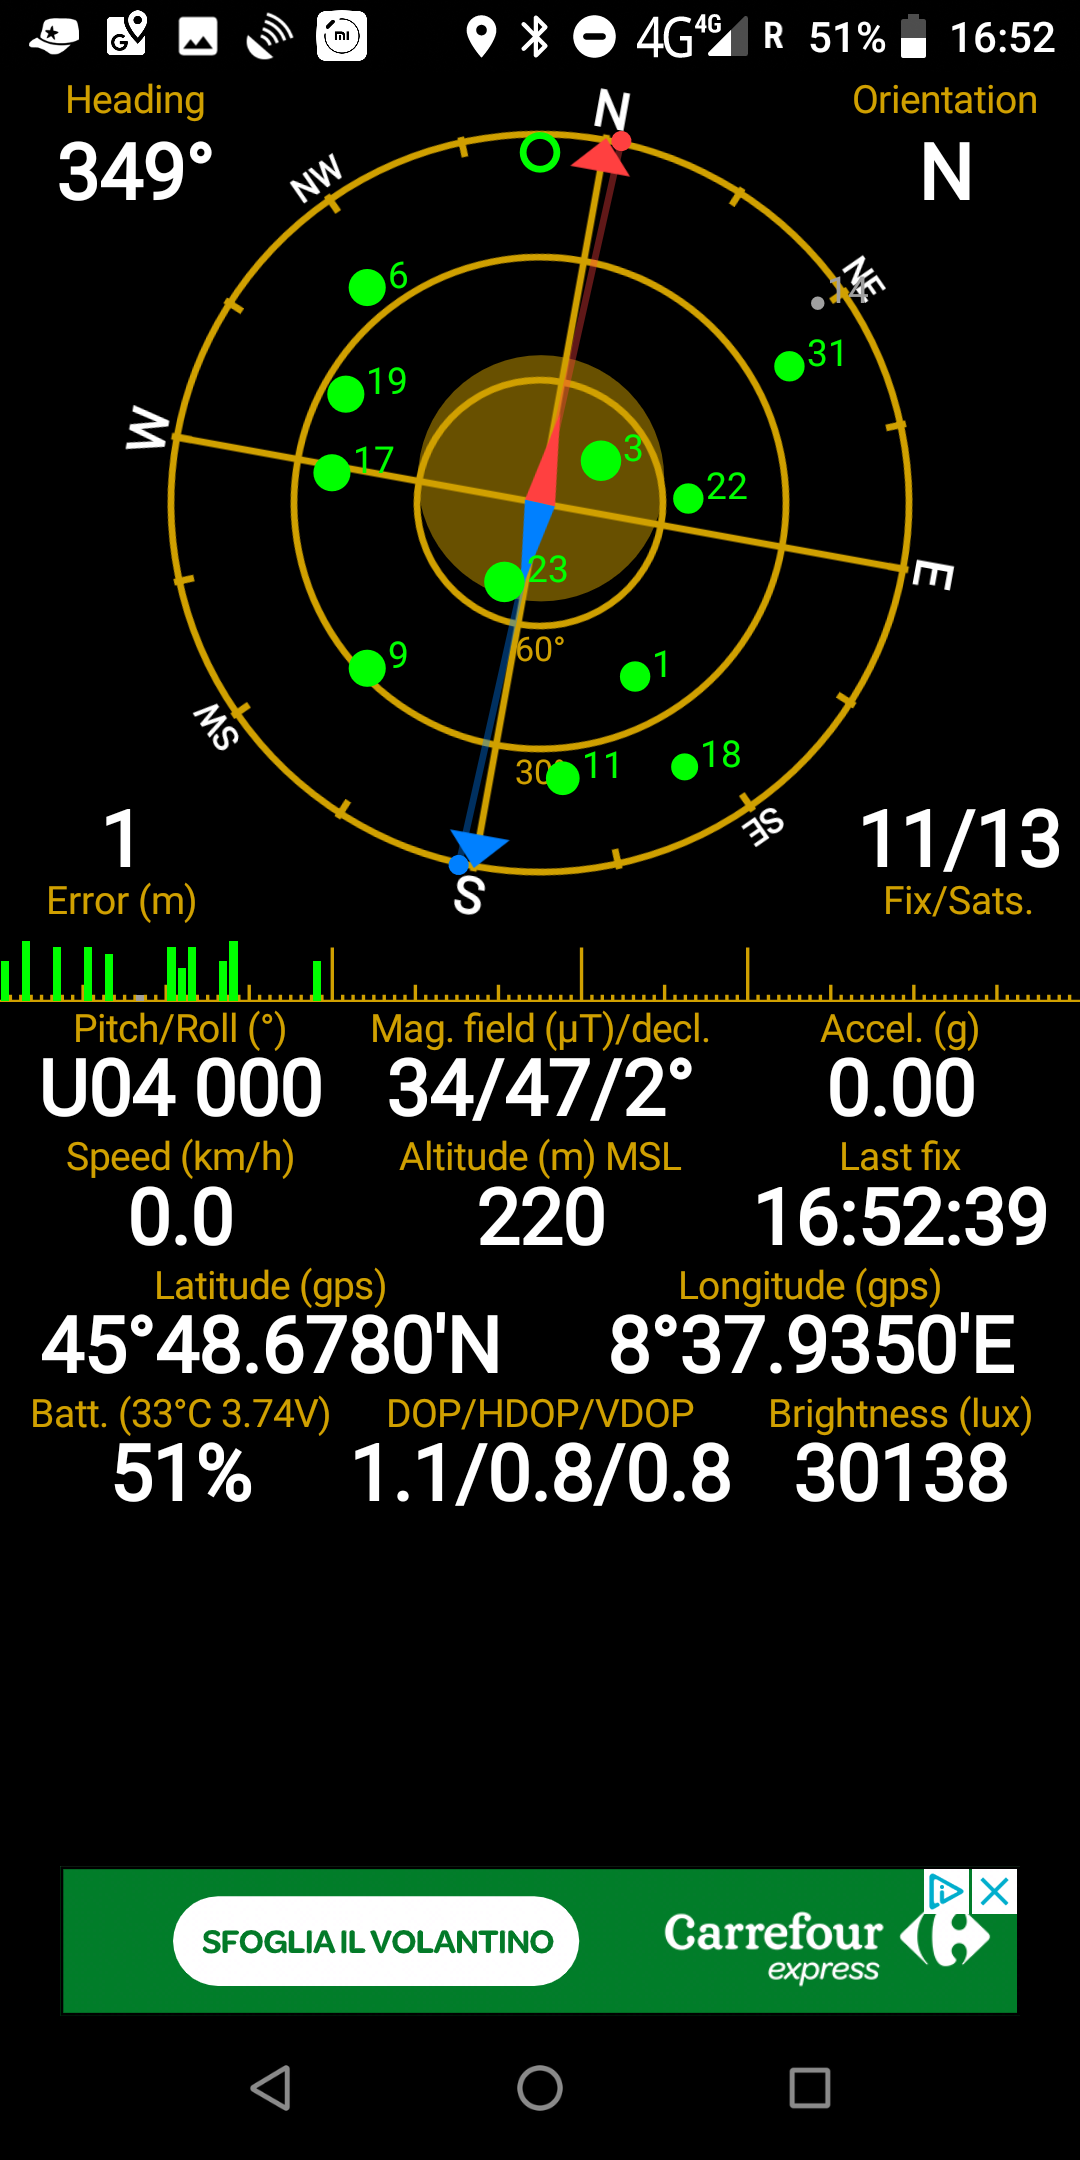 4G 4G R 51% 16:52
Heading
Orientation
349°
N
N
NW
NE
6
14
31
19
W
17
3
22
E
23
9
60°
1
SW
30°
11
18
SE
S
1
11/13
Error (m)
Fix/Sats.
Pitch/Roll (°) Mag. field (µT)/decl. Accel. (g)
U04 000 34/47/2° 0.00
Speed (km/h) Altitude (m) MSL Last fix
0.0 220 16:52:39
Latitude (gps) Longitude (gps)
45°48.6780'N 8°37.9350'E
Batt. (33°C 3.74V) DOP/HDOP/VDOP Brightness (lux)
51% 1.1/0.8/0.8 30138
SFOGLIA IL VOLANTINO
Carrefour
express